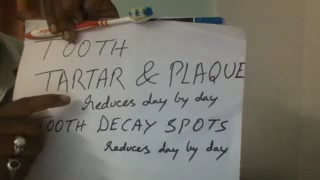 TOOTH
TARTAR & PLAQUE
reduces day by day
TOOTH DECAY SPOTS
reduces day by day